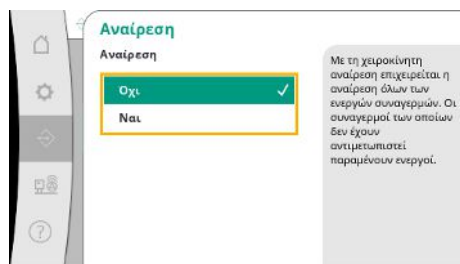 Αναίρεση
Αναίρεση
Όχι
Ναι
Με τη χειροκίνητη
αναίρεση επιχειρείται η
αναίρεση όλων των
ενεργών συναγερμών. Οι
συναγερμοί των οποίων
δεν έχουν
αντιμετωπιστεί
παραμένουν ενεργοί.